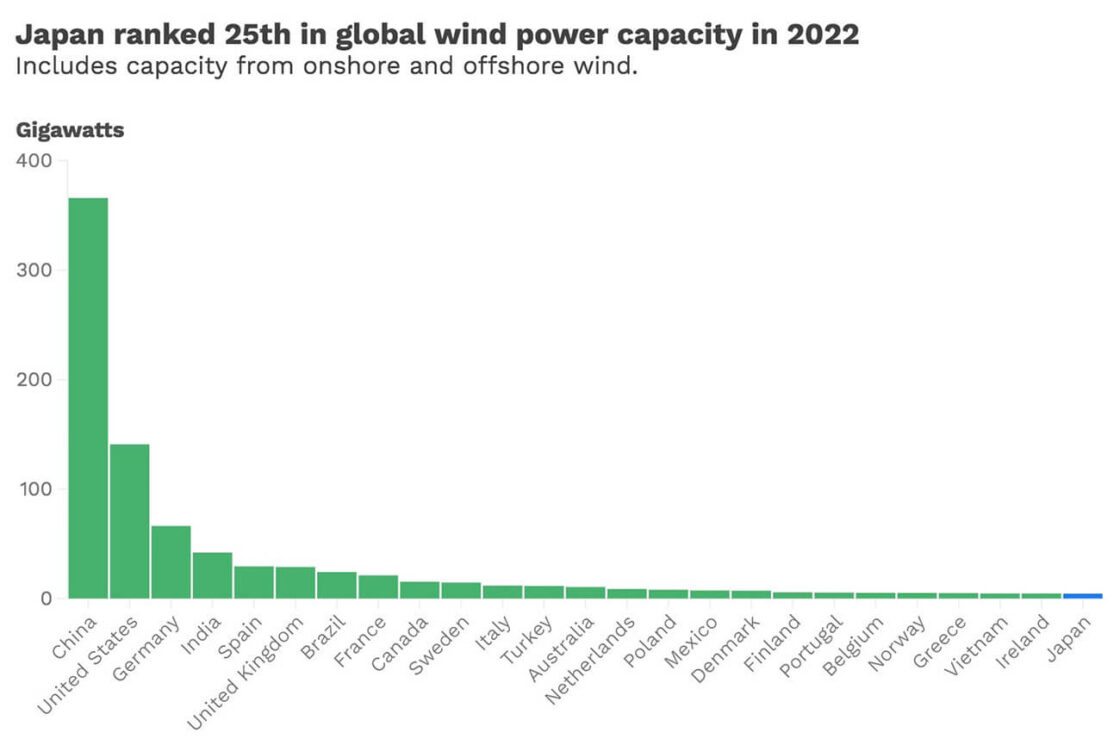 Japan ranked 25th in global wind power capacity in 2022
Includes capacity from onshore and offshore wind.
Gigawatts
400
300
200
100
0
China
United States
Germany
India
Spain
United Kingdom
Brazil
France
Canada
Sweden
Italy
Turkey
Australia
Netherlands
Poland
Mexico
Denmark
Finland
Portugal
Belgium
Norway
Greece
Vietnam
Ireland
Japan